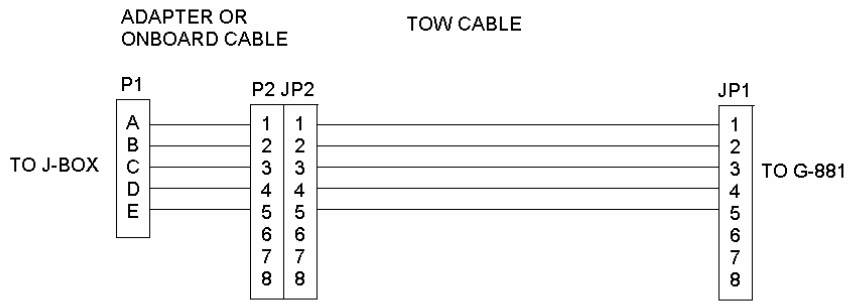 ADAPTER OR
ONBOARD CABLE
TOW CABLE
P1
P2 JP2
JP1
A
B
C
D
E
1 1
2 2
3 3
4 4
5 5
6 6
7 7
8 8
1
2
3
4
5
6
7
8
TO J-BOX
TO G-881